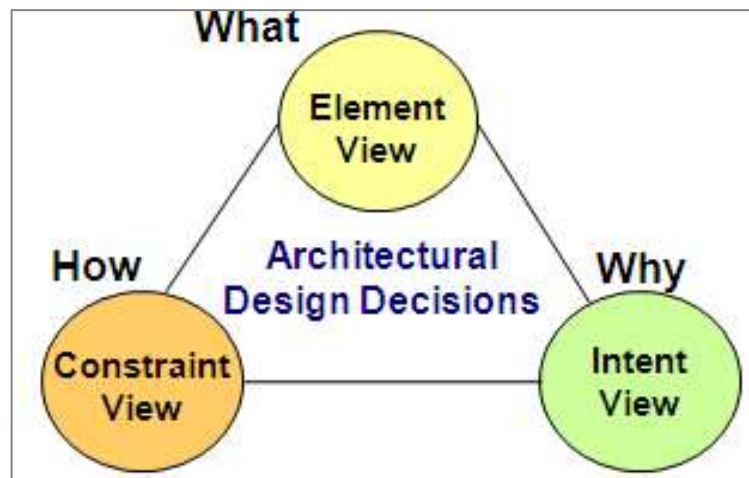 What
Element
View
How
Architectural
Design Decisions
Why
Constraint
View
Intent
View